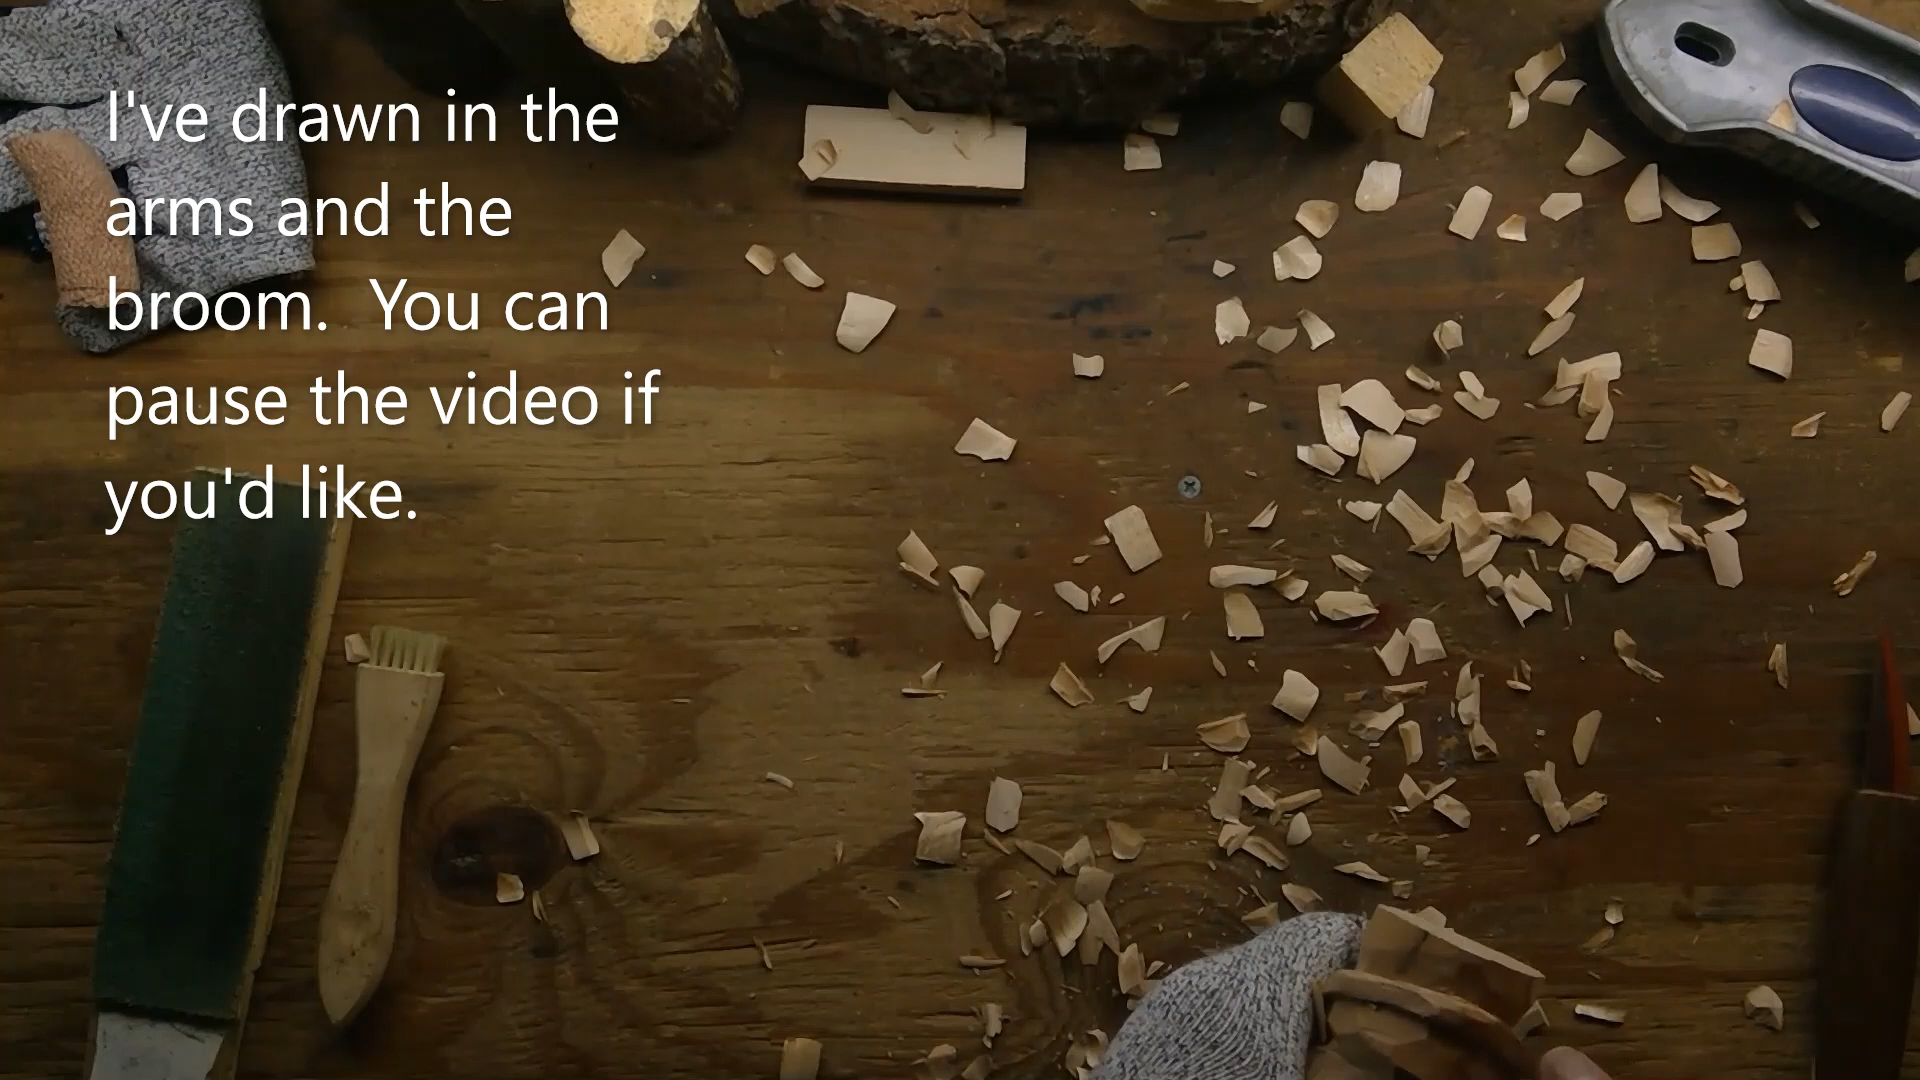 I've drawn in the
arms and the
broom.  You can
pause the video if
you'd like.